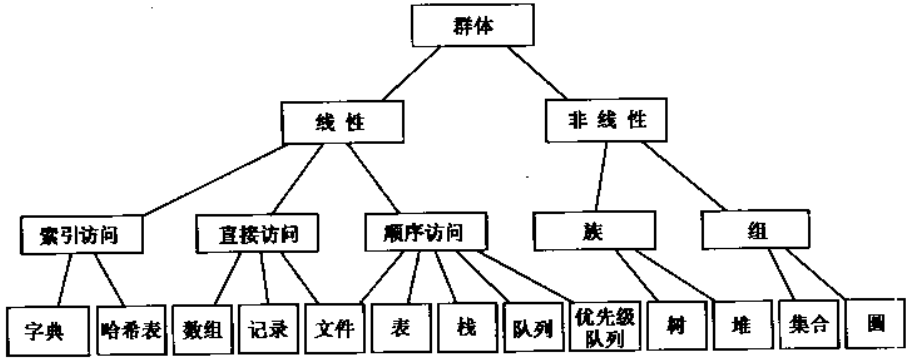 群体
线性
非线性
索引访问
直接访问
顺序访问
族
组
字典
哈希表
数组
记录
文件
表
栈
队列
优先级
队列
树
堆
集合
圖